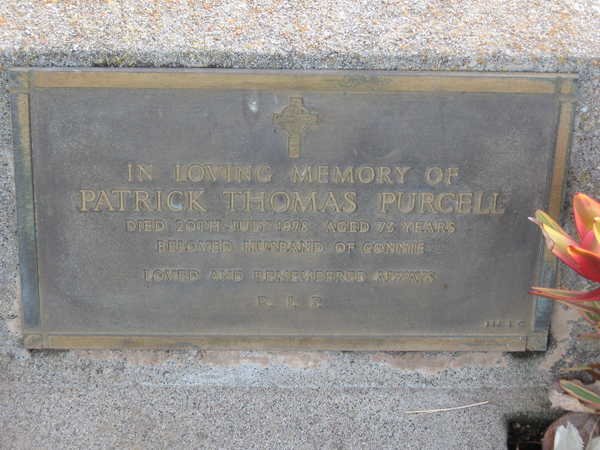 IN LOVING MEMORY OF
PATRICK THOMAS PURCELL
DIED 20TH JULY 1978 AGED 73 YEARS
BELOVED HUSBAND OF CONNIE
LOVED AND REMEMBERED ALWAYS
R. I. P.